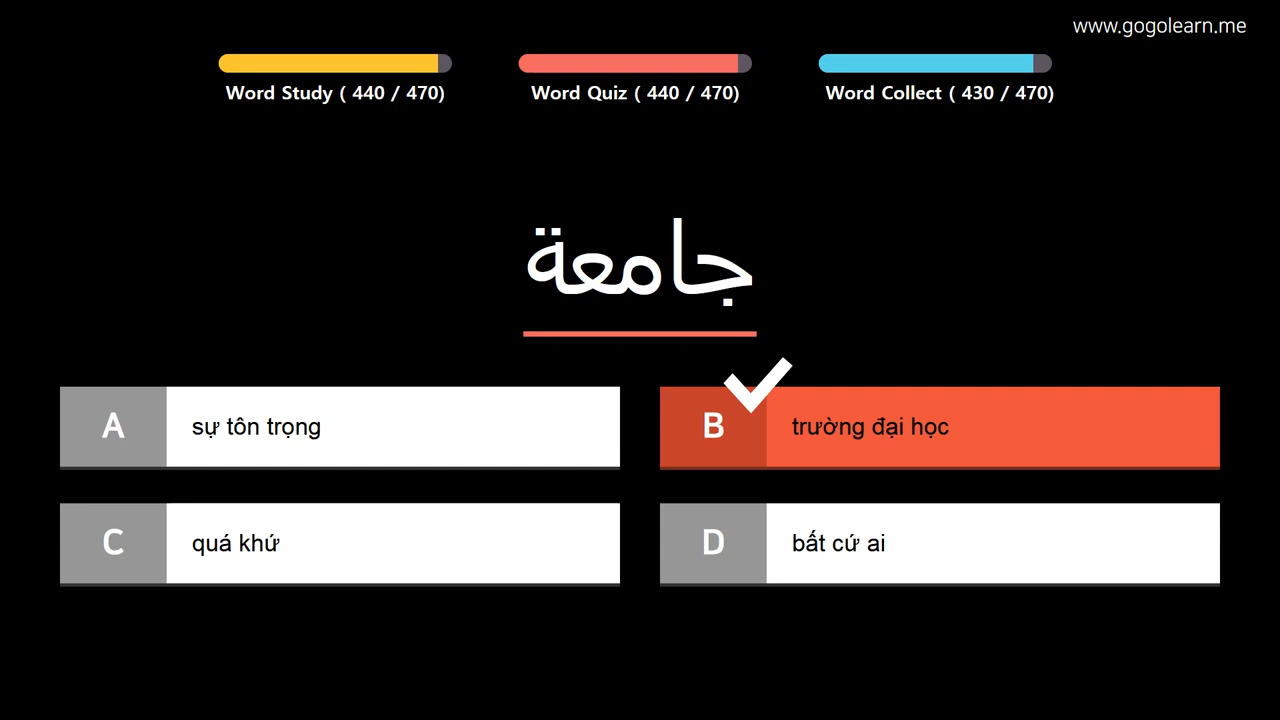 www.gogolearn.me
Word Study ( 440 / 470)
Word Quiz ( 440 / 470)
Word Collect ( 430 / 470)
جامعة
A
sự tôn trọng
B
trường đại học
C
quá khứ
D
bất cứ ai